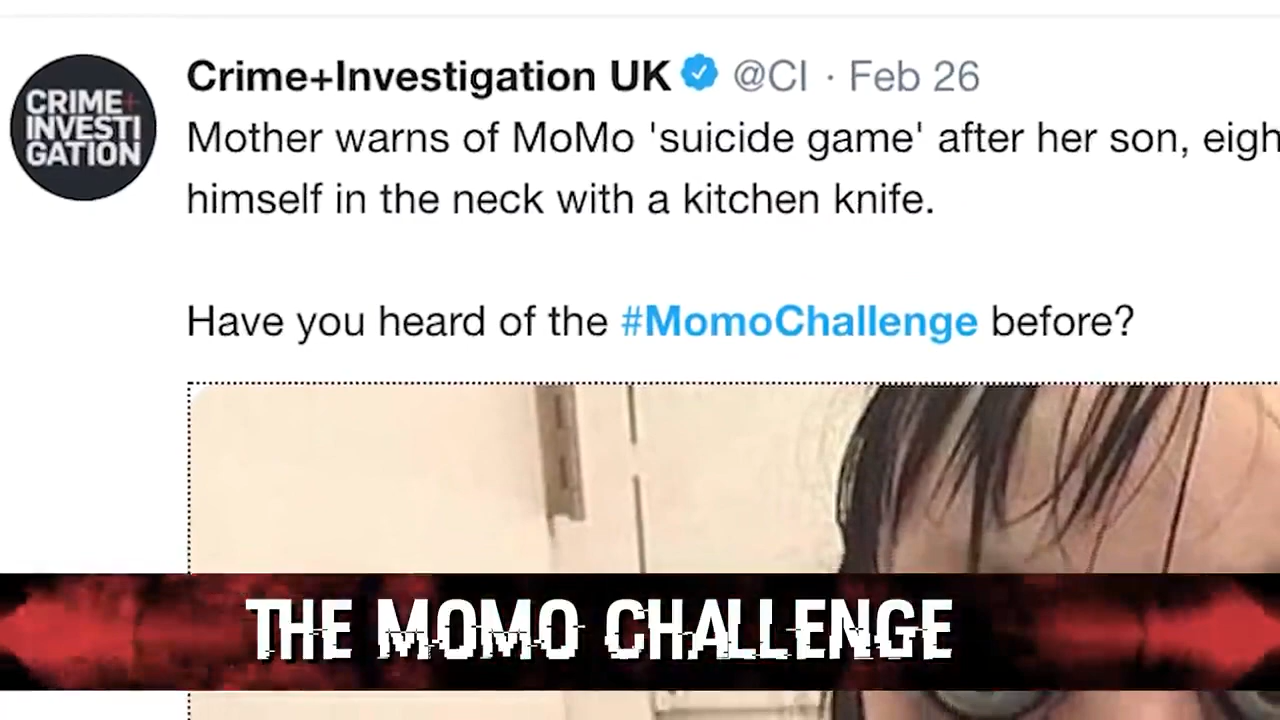 CRIME+
INVESTI
GATION
Crime+Investigation UK @CI · Feb 26
Mother warns of MoMo 'suicide game' after her son, eigh
himself in the neck with a kitchen knife.
Have you heard of the #MomoChallenge before?
THE MOMO CHALLENGE